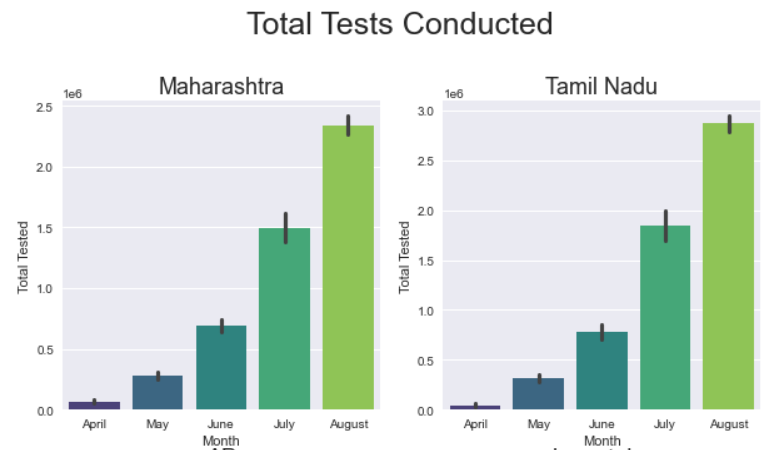 Total Tests Conducted
Maharashtra
1e6
2.5
2.0
1.5
1.0
0.5
0.0
Total Tested
April May June July August
Month
Tamil Nadu
1e6
3.0
2.5
2.0
1.5
1.0
0.5
0.0
Total Tested
April May June July August
Month